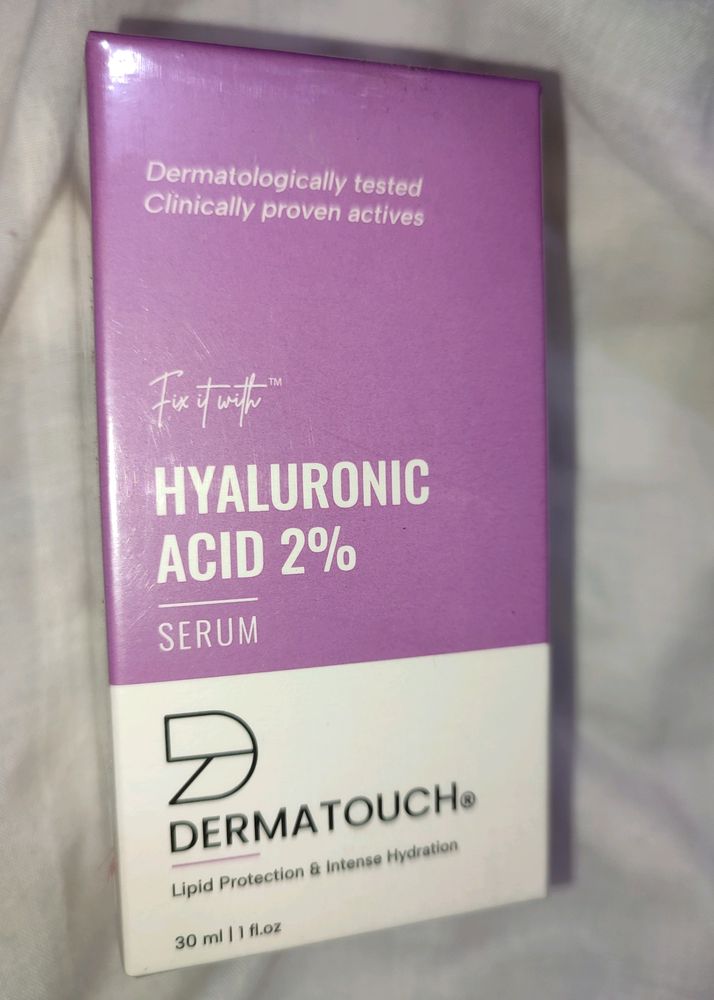 Dermatologically tested
Clinically proven actives
Fix it with™
HYALURONIC
ACID 2%
SERUM
DERMATOUCH®
Lipid Protection & Intense Hydration
30 ml | 1 fl.oz